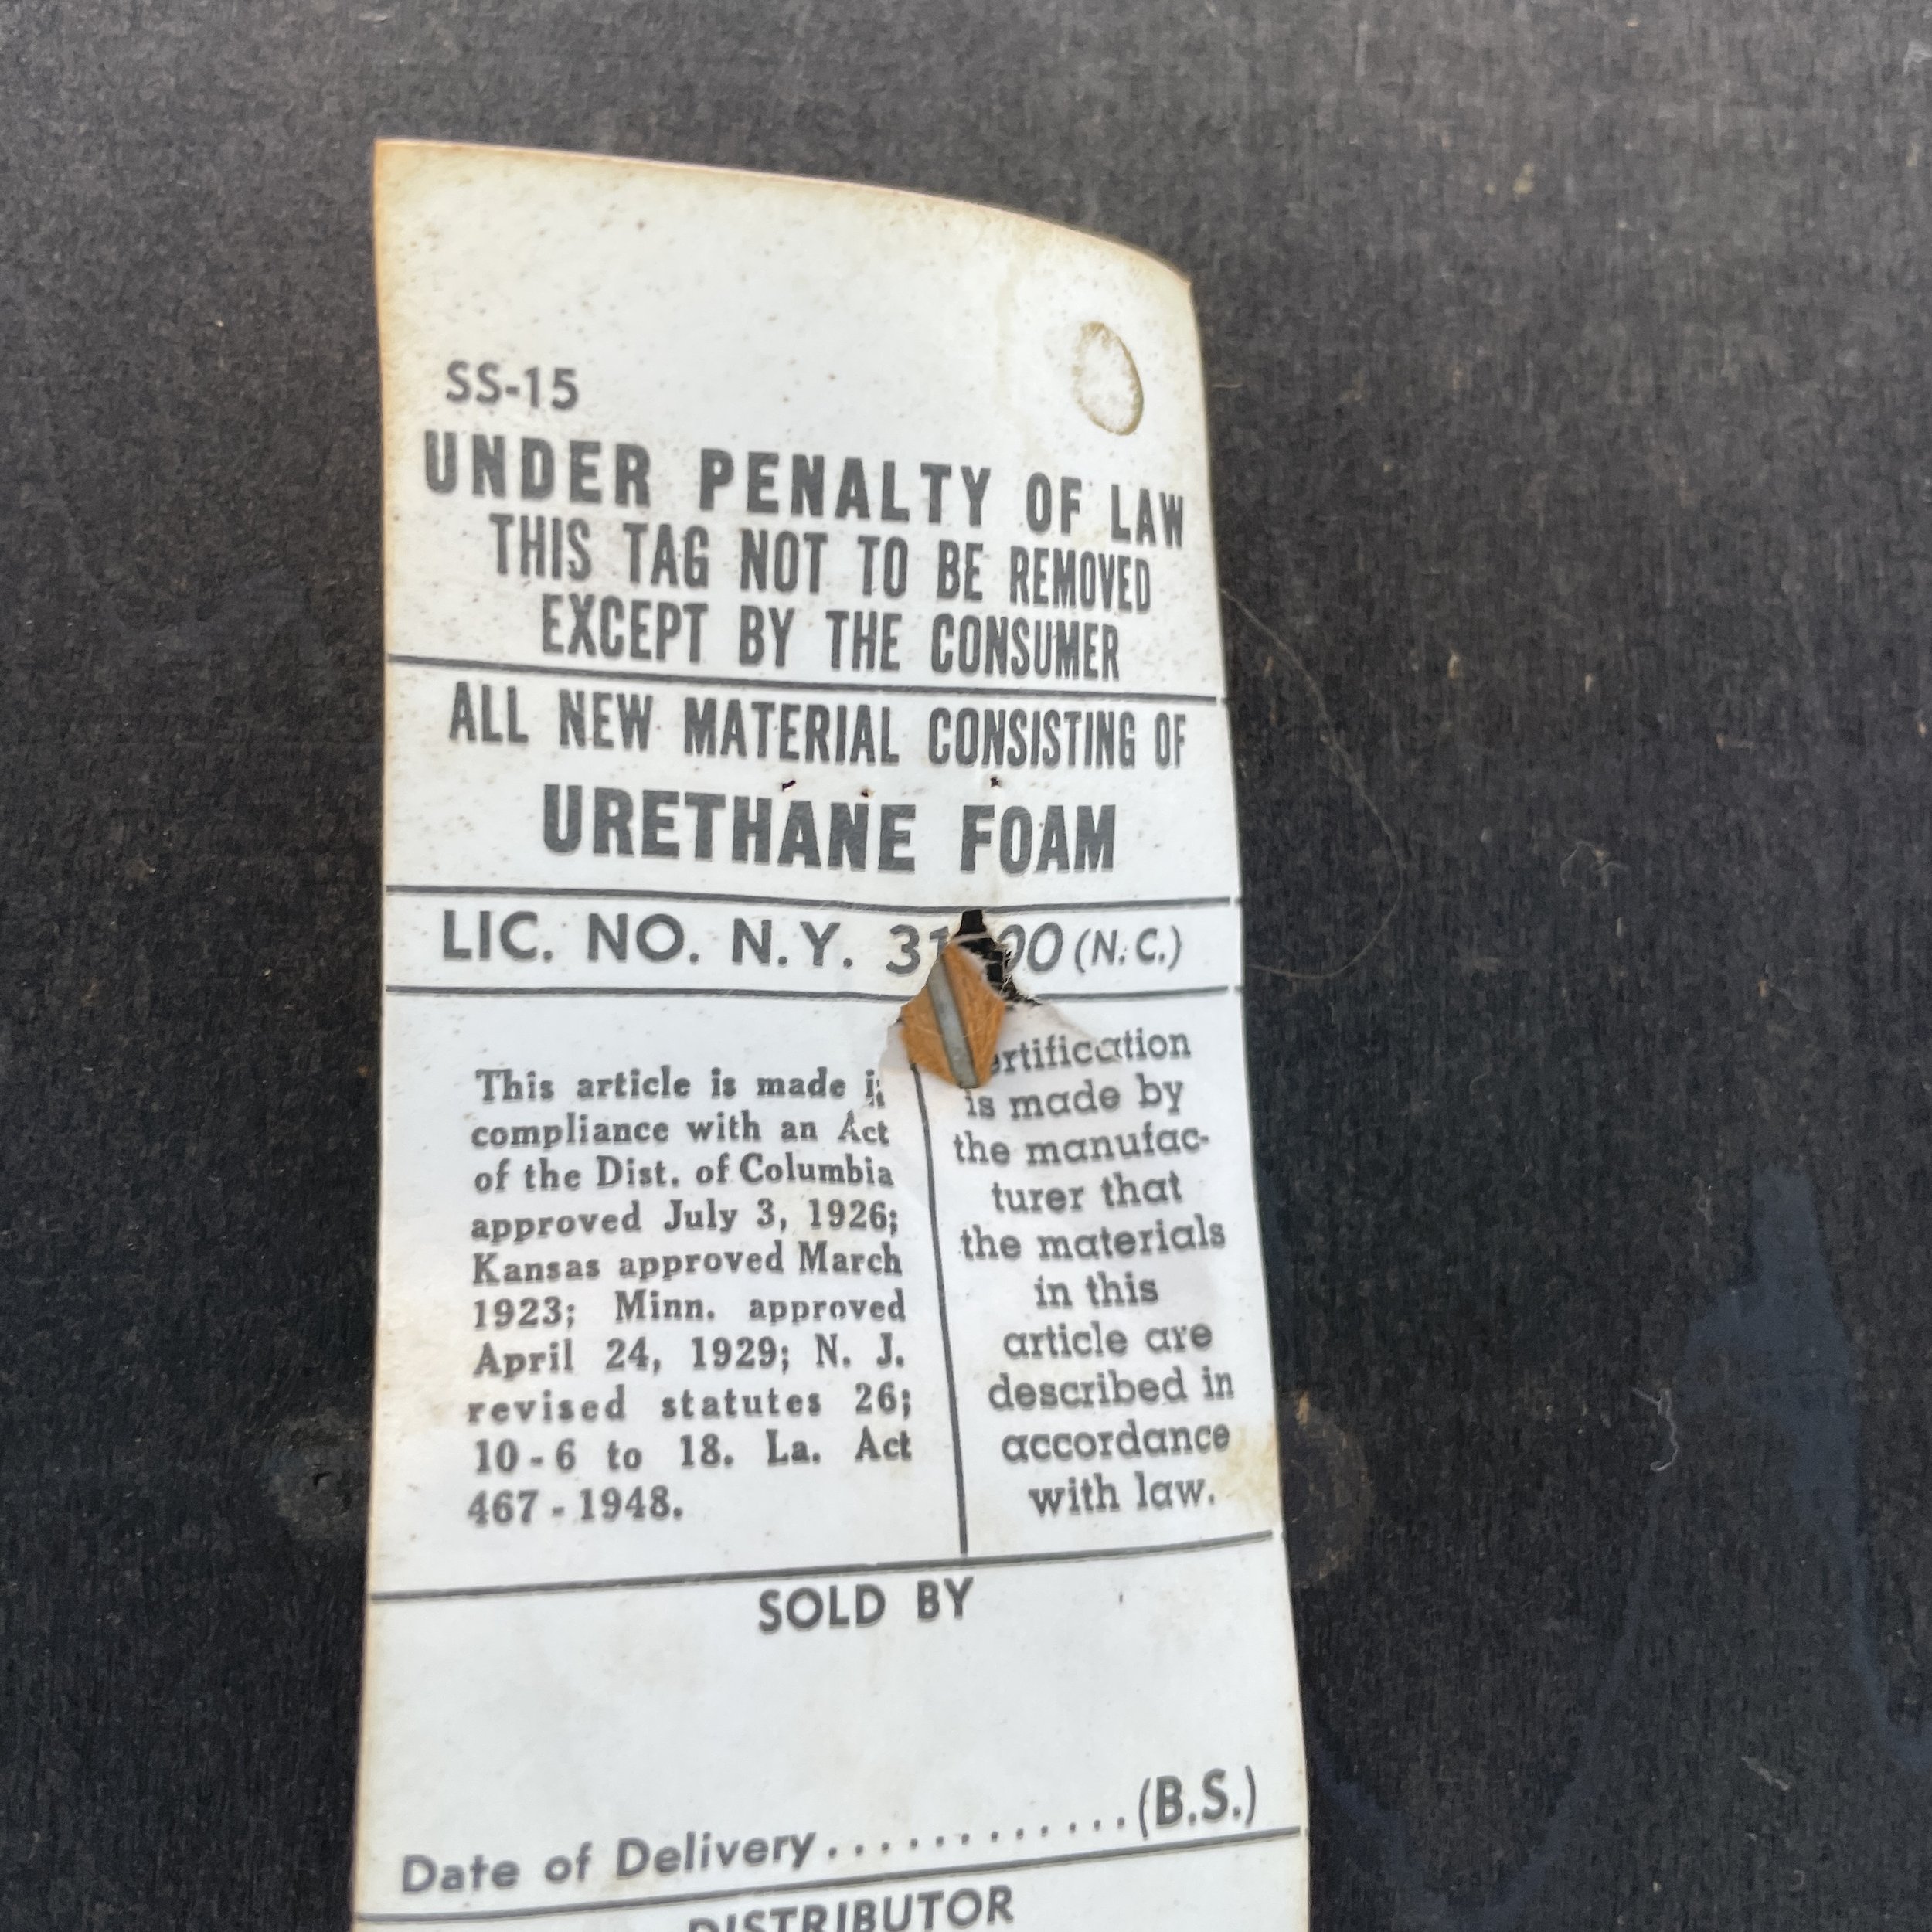 SS-15
UNDER PENALTY OF LAW
THIS TAG NOT TO BE REMOVED
EXCEPT BY THE CONSUMER
ALL NEW MATERIAL CONSISTING OF
URETHANE FOAM
LIC. NO. N.Y. (N.C.)
This article is made
compliance with an Act
of the Dist. of Columbia
approved July 3, 1926;
Kansas approved March
1923; Minn. approved
April 24, 1929; N. J.
revised statutes 26;
10-6 to 18. La. Act
467-1948.
is made by
the manufac-
turer that
the materials
in this
article are
described in
accordance
with law.
SOLD BY
Date of Delivery.............(B.S.)
DISTRIBUTOR